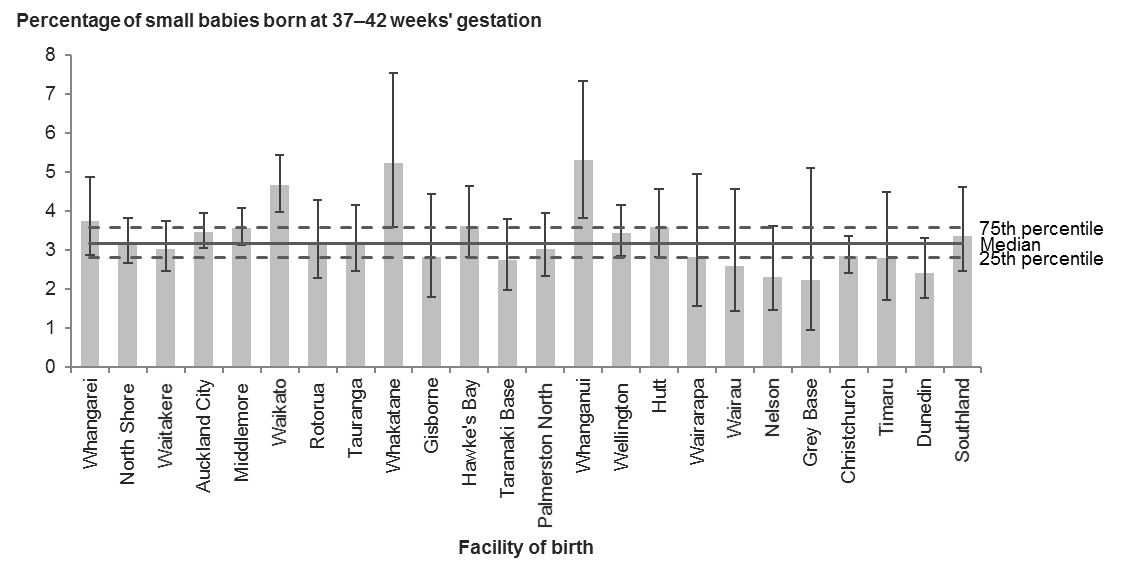 Percentage of small babies born at 37–42 weeks' gestation
8
7
6
5
4
3
2
1
0
75th percentile
Median
25th percentile
Whangarei
North Shore
Waitakere
Auckland City
Middlemore
Waikato
Rotorua
Tauranga
Whakatane
Gisborne
Hawke's Bay
Taranaki Base
Palmerston North
Whanganui
Wellington
Hutt
Wairarapa
Wairau
Nelson
Grey Base
Christchurch
Timaru
Dunedin
Southland
Facility of birth